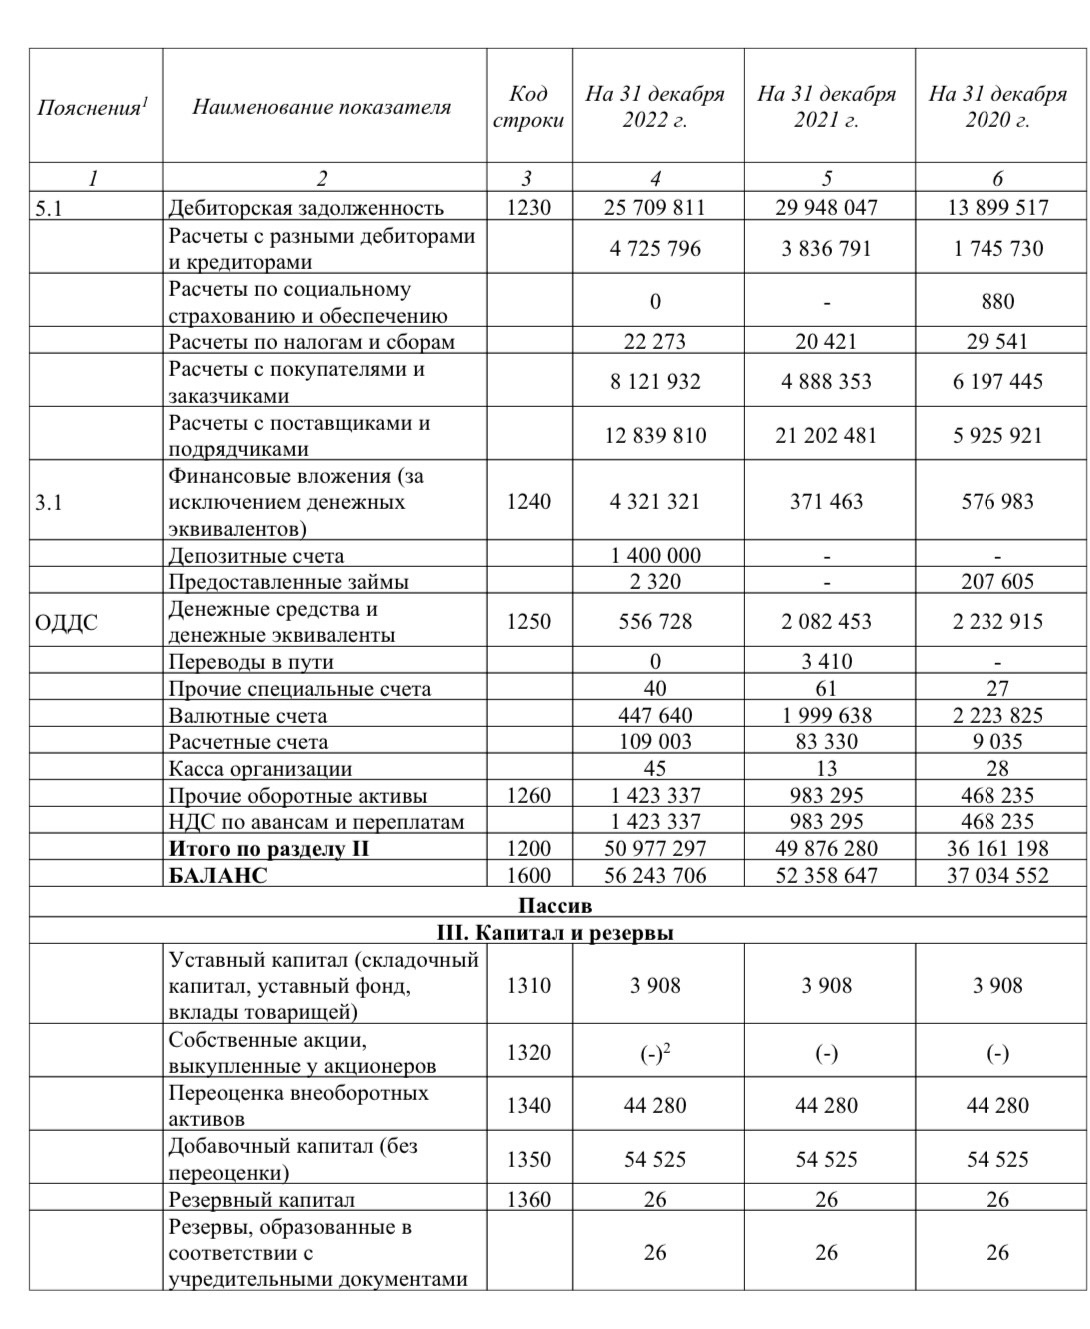 Пояснения1 Наименование показателя Код строки На 31 декабря 2022 г. На 31 декабря 2021 г. На 31 декабря 2020 г.
1 2 3 4 5 6
5.1 Дебиторская задолженность 1230 25 709 811 29 948 047 13 899 517
Расчеты с разными дебиторами
и кредиторами 4 725 796 3 836 791 1 745 730
Расчеты по социальному
страхованию и обеспечению 0 - 880
Расчеты по налогам и сборам 22 273 20 421 29 541
Расчеты с покупателями и
заказчиками 8 121 932 4 888 353 6 197 445
Расчеты с поставщиками и
подрядчиками 12 839 810 21 202 481 5 925 921
3.1 Финансовые вложения (за
исключением денежных 1240 4 321 321 371 463 576 983
эквивалентов)
Депозитные счета 1 400 000 - -
Предоставленные займы 2 320 - 207 605
ОДДС Денежные средства и
денежные эквиваленты 1250 556 728 2 082 453 2 232 915
Переводы в пути 0 3 410 -
Прочие специальные счета 40 61 27
Валютные счета 447 640 1 999 638 2 223 825
Расчетные счета 109 003 83 330 9 035
Касса организации 45 13 28
Прочие оборотные активы 1260 1 423 337 983 295 468 235
НДС по авансам и переплатам 1 423 337 983 295 468 235
Итого по разделу II 1200 50 977 297 49 876 280 36 161 198
БАЛАНС 1600 56 243 706 52 358 647 37 034 552
Пассив
III. Капитал и резервы
Уставный капитал (складочный
капитал, уставный фонд, 1310 3 908 3 908 3 908
вклады товарищей)
Собственные акции,
выкупленные у акционеров 1320 (-)2 (-) (-)
Переоценка внеоборотных
активов 1340 44 280 44 280 44 280
Добавочный капитал (без
переоценки) 1350 54 525 54 525 54 525
Резервный капитал 1360 26 26 26
Резервы, образованные в
соответствии с 26 26 26
учредительными документами